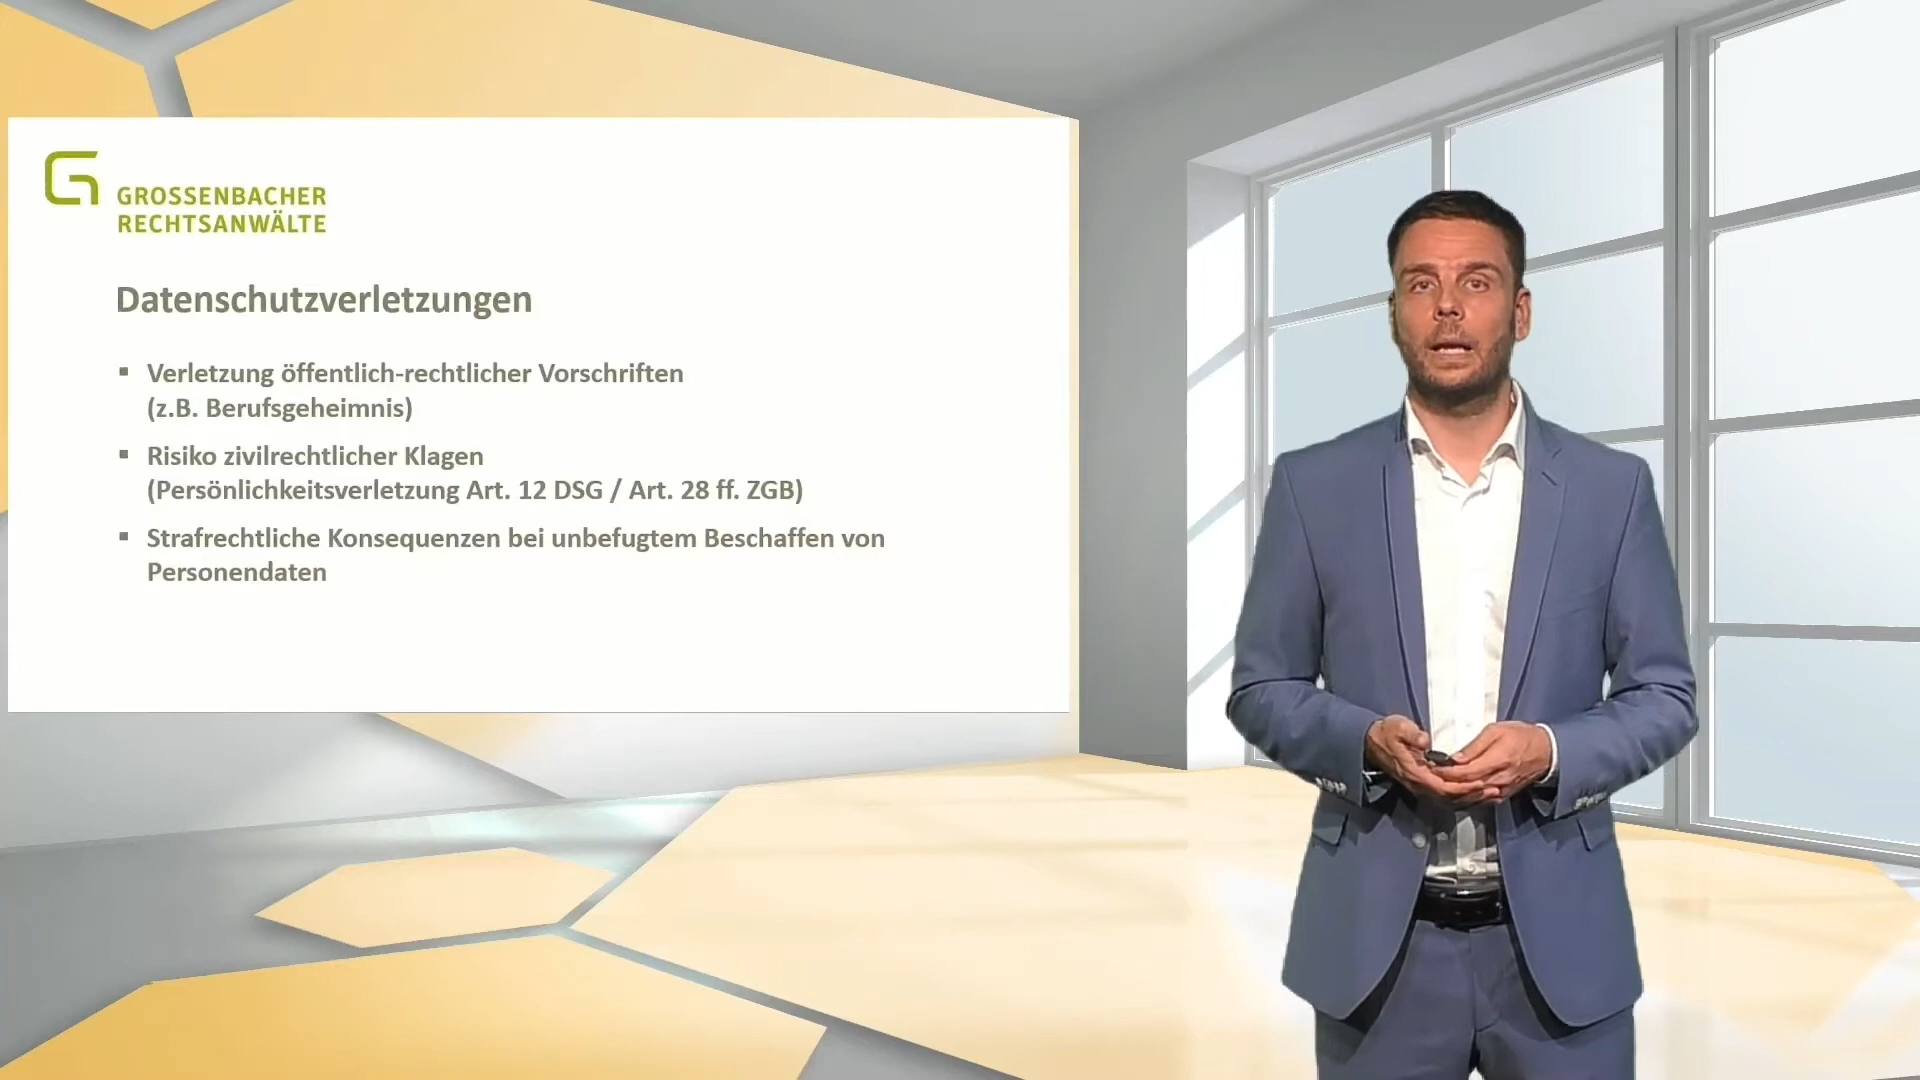 GROSSENBACHER
RECHTSANWÄLTE
Datenschutzverletzungen
▪ Verletzung öffentlich-rechtlicher Vorschriften
(z.B. Berufsgeheimnis)
▪ Risiko zivilrechtlicher Klagen
(Persönlichkeitsverletzung Art. 12 DSG / Art. 28 ff. ZGB)
▪ Strafrechtliche Konsequenzen bei unbefugtem Beschaffen von
Personendaten